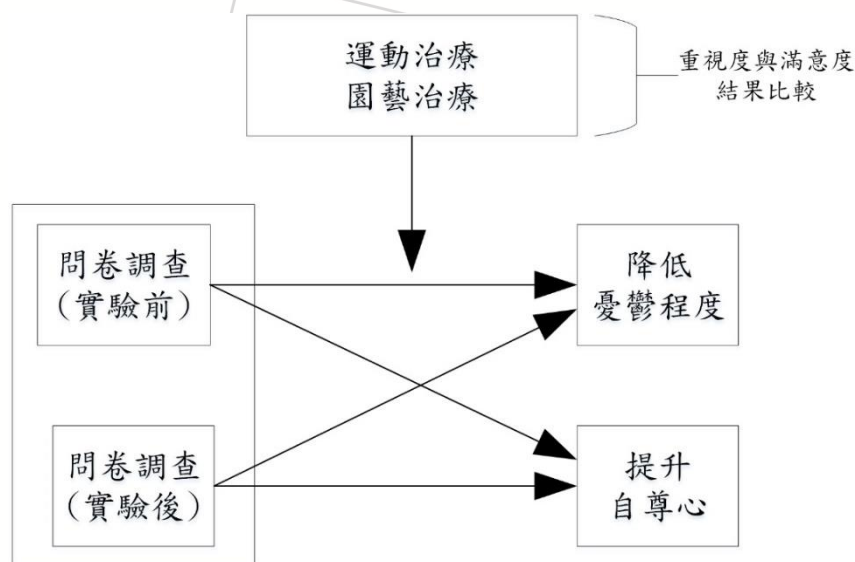 運動治療
園藝治療
重視度與滿意度
結果比較
問卷調查
(實驗前)
降低
憂鬱程度
問卷調查
(實驗後)
提升
自尊心